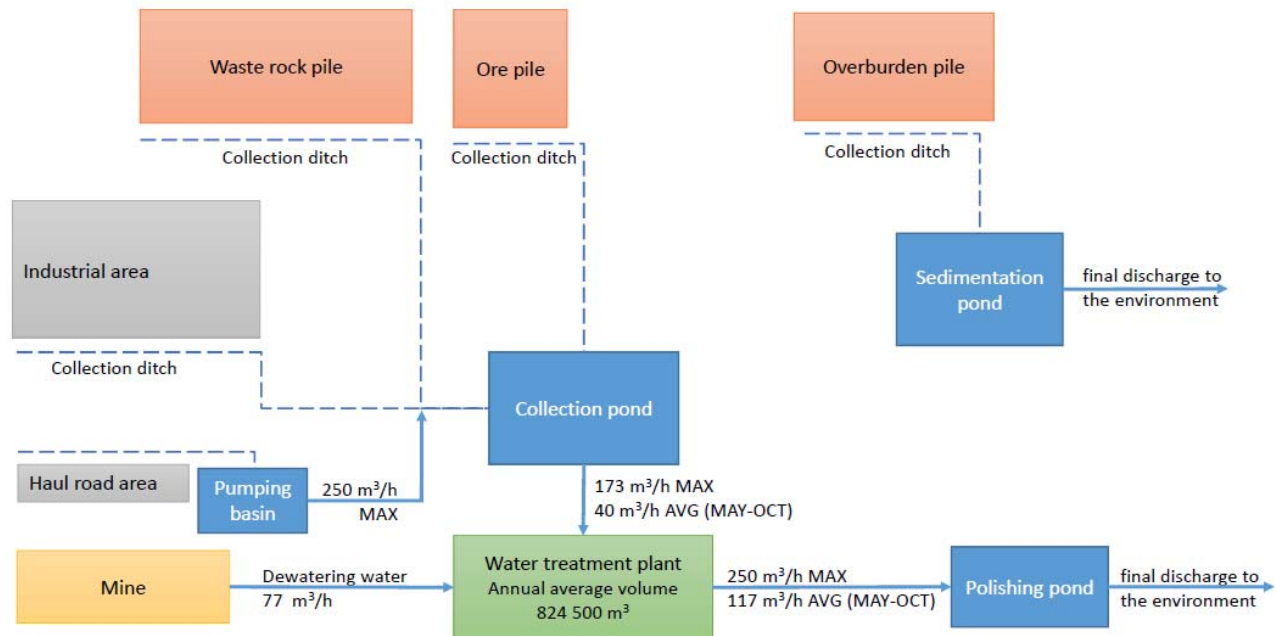 Waste rock pile
Ore pile
Overburden pile
Collection ditch
Collection ditch
Collection ditch
Industrial area
Sedimentation
pond
final discharge to
the environment
Collection ditch
Collection pond
Haul road area
Pumping
basin
250 m³/h
MAX
173 m³/h MAX
40 m³/h AVG (MAY-OCT)
Mine
Dewatering water
77 m³/h
Water treatment plant
Annual average volume
824 500 m³
250 m³/h MAX
117 m³/h AVG (MAY-OCT)
Polishing pond
final discharge to
the environment